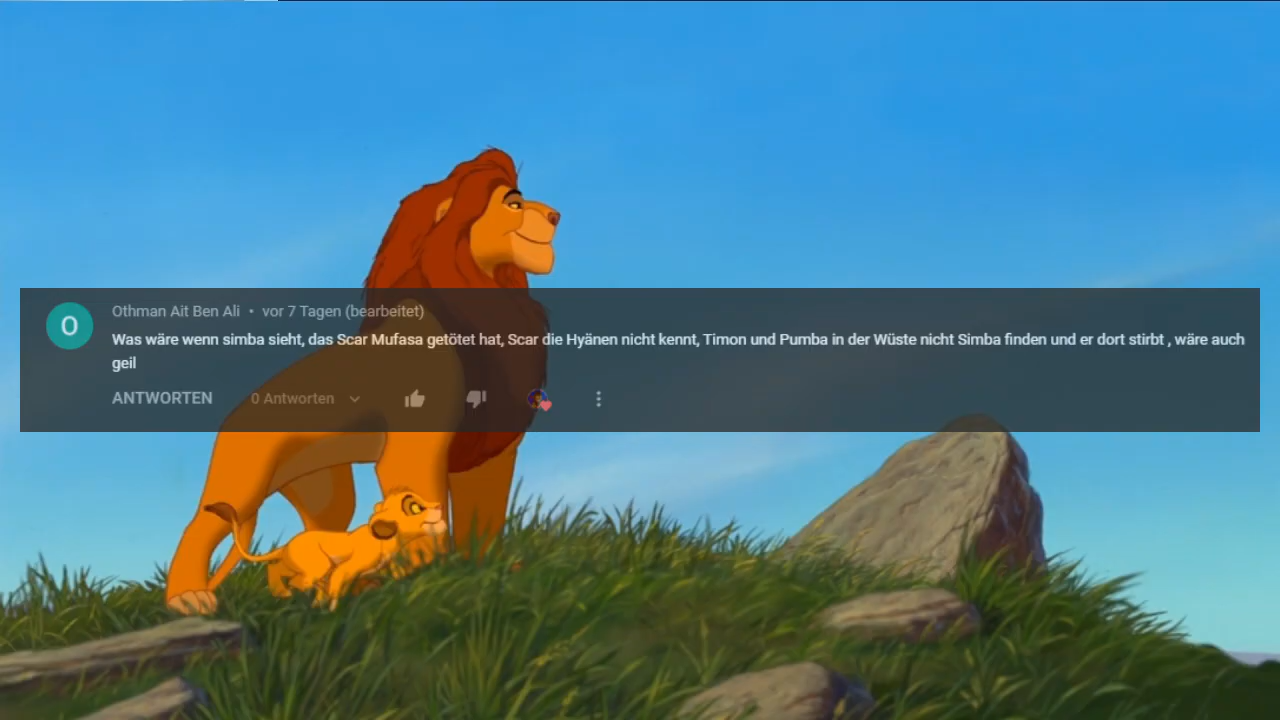 O
Othman Ait Ben Ali • vor 7 Tagen (bearbeitet)
Was wäre wenn simba sieht, das Scar Mufasa getötet hat, Scar die Hyänen nicht kennt, Timon und Pumba in der Wüste nicht Simba finden und er dort stirbt , wäre auch
geil
ANTWORTEN 0 Antworten